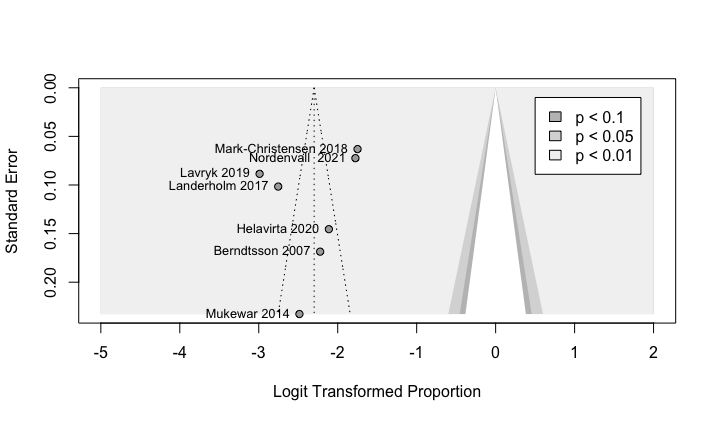 0.00
0.05
0.10
0.15
0.20
Standard Error
Mark-Christensen 2018
Nordenvall 2021
Lavryk 2019
Landerholm 2017
Helavirta 2020
Berndtsson 2007
Mukewar 2014
p < 0.1
p < 0.05
p < 0.01
-5 -4 -3 -2 -1 0 1 2
Logit Transformed Proportion